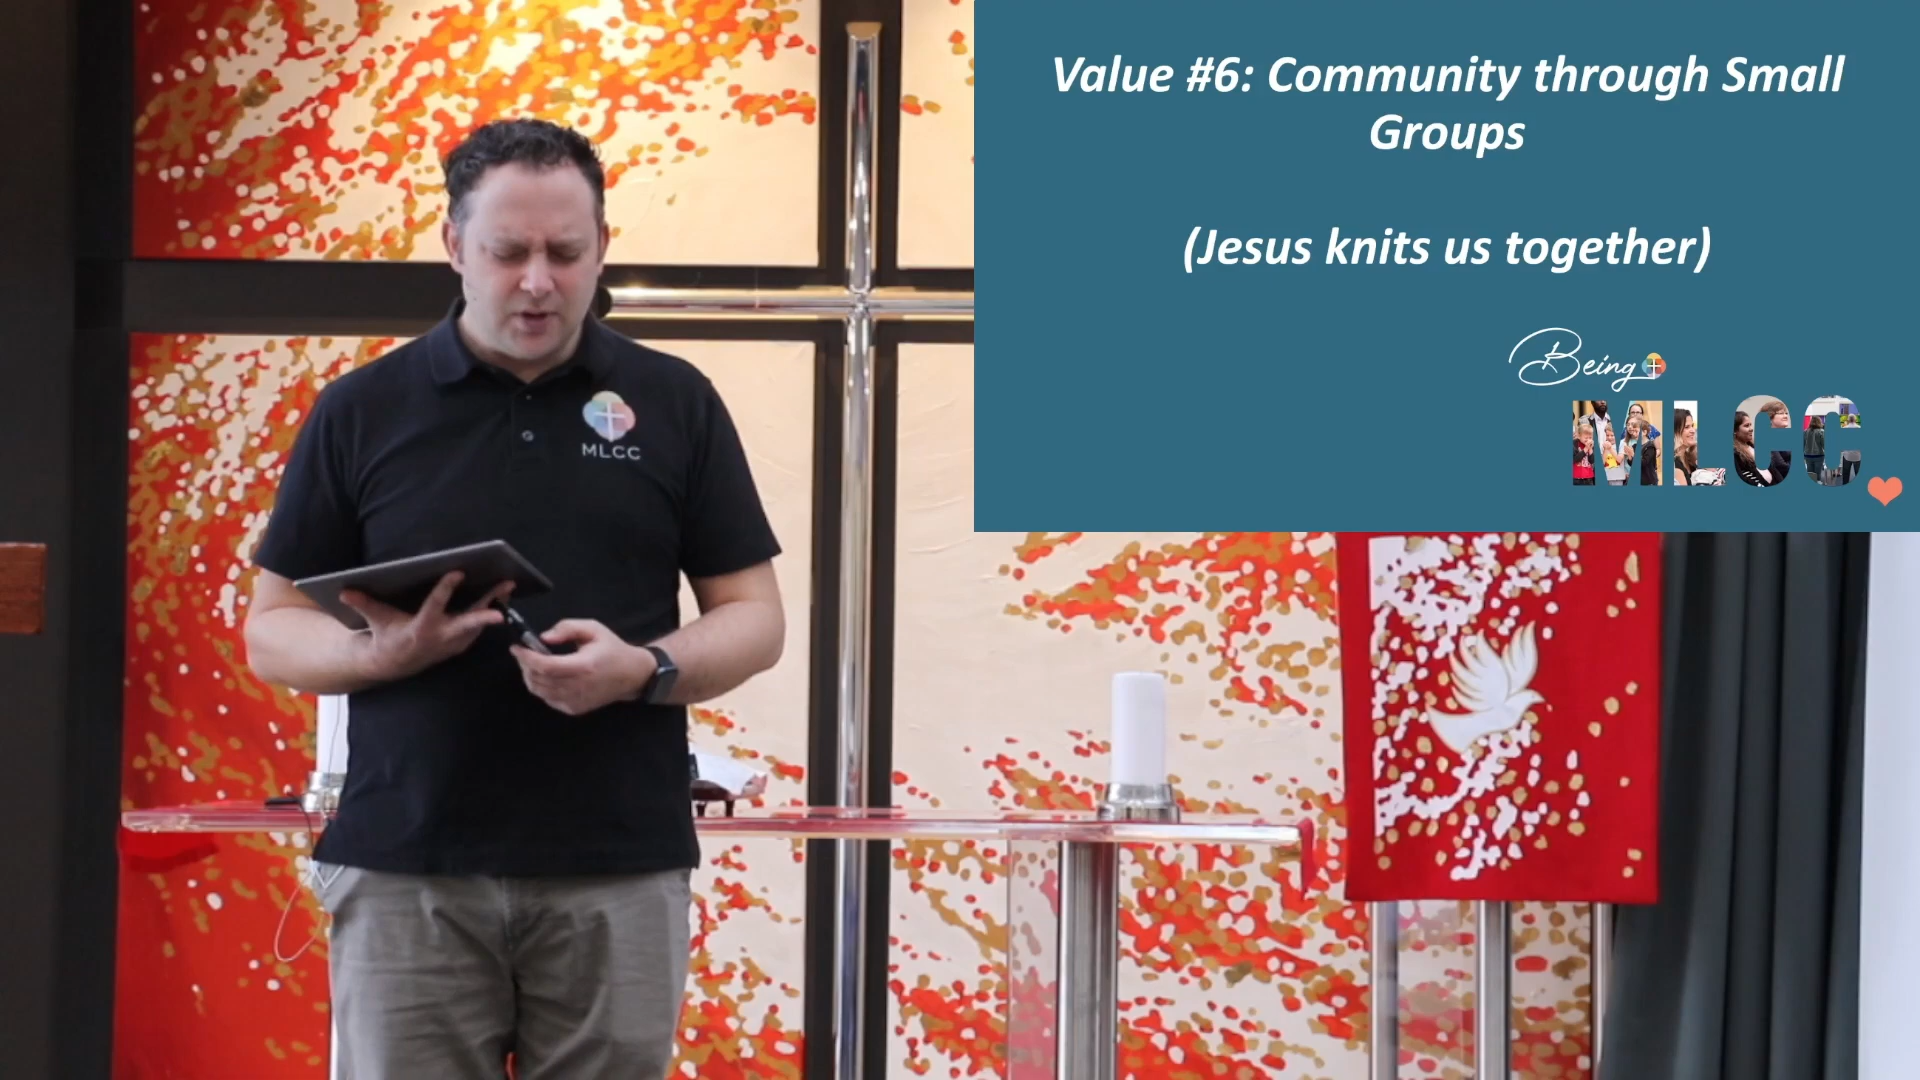 Value #6: Community through Small
Groups
(Jesus knits us together)
Being
MLCC
MLCC